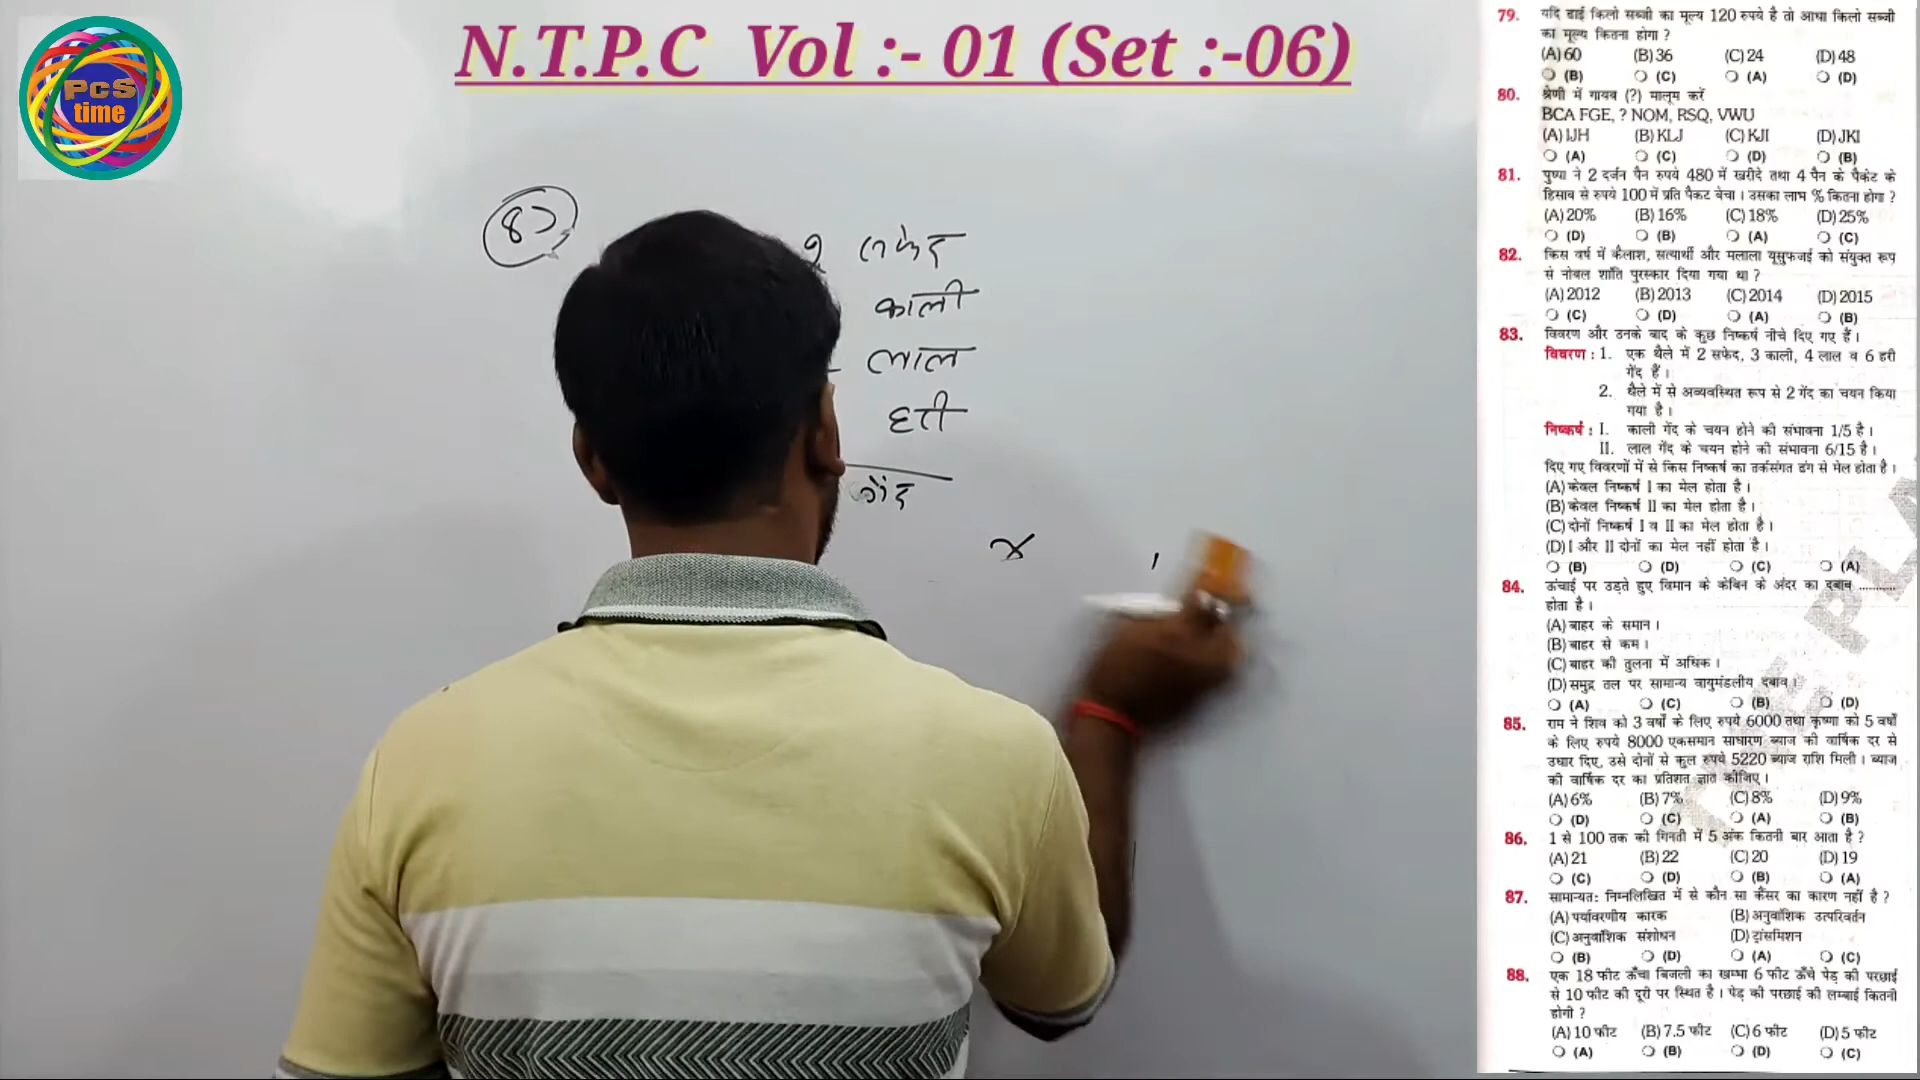 PcS
time
N.T.P.C Vol :- 01 (Set :-06)
83
2 सफेद
काली
लाल
हरी
गेंद
79. यदि ढाई किलो सब्जी का मूल्य 120 रुपये है तो आधा किलो सब्जी
का मूल्य कितना होगा ?
(A) 60 (B) 36 (C) 24 (D) 48
(B) (C) (A) (D)
80. श्रेणी में गायब (?) मालूम करें
BCA FGE, ? NOM, RSQ, VWU
(A) IJH (B) KLJ (C) KJI (D) JKI
(A) (C) (D) (B)
81. पुष्पा ने 2 दर्जन पैन रुपये 480 में खरीदे तथा 4 पैन के पैकेट के
हिसाब से रुपये 100 में प्रति पैकट बेचा । उसका लाभ % कितना होगा ?
(A) 20% (B) 16% (C) 18% (D) 25%
(D) (B) (A) (C)
82. किस वर्ष में कैलाश, सत्यार्थी और मलाला यूसुफजई को संयुक्त रूप
से नोबल शांति पुरस्कार दिया गया था ?
(A) 2012 (B) 2013 (C) 2014 (D) 2015
(C) (D) (A) (B)
83. विवरण और उनके बाद के कुछ निष्कर्ष नीचे दिए गए हैं ।
विवरण : 1. एक थैले में 2 सफेद, 3 काली, 4 लाल व 6 हरी
गेंद हैं ।
2. थैले में से अव्यवस्थित रूप से 2 गेंद का चयन किया
गया है ।
निष्कर्ष : I. काली गेंद के चयन होने की संभावना 1/5 है ।
II. लाल गेंद के चयन होने की संभावना 6/15 है ।
दिए गए विवरणों में से किस निष्कर्ष का तर्कसंगत ढंग से मेल होता है ।
(A) केवल निष्कर्ष I का मेल होता है ।
(B) केवल निष्कर्ष II का मेल होता है ।
(C) दोनों निष्कर्ष I व II का मेल होता है ।
(D) I और II दोनों का मेल नहीं होता है ।
(B) (D) (C) (A)
84. ऊंचाई पर उड़ते हुए विमान के केबिन के अंदर का दबाव ...........
होता है ।
(A) बाहर के समान ।
(B) बाहर से कम ।
(C) बाहर की तुलना में अधिक ।
(D) समुद्र तल पर सामान्य वायुमंडलीय दबाव ।
(A) (C) (B) (D)
85. राम ने शिव को 3 वर्षों के लिए रुपये 6000 तथा कृष्णा को 5 वर्षों
के लिए रुपये 8000 एकसमान साधारण ब्याज की वार्षिक दर से
उधार दिए, उसे दोनों से कुल रुपये 5220 ब्याज राशि मिली । ब्याज
की वार्षिक दर का प्रतिशत ज्ञात कीजिए ।
(A) 6% (B) 7% (C) 8% (D) 9%
(D) (C) (A) (B)
86. 1 से 100 तक की गिनती में 5 अंक कितनी बार आता है ?
(A) 21 (B) 22 (C) 20 (D) 19
(C) (D) (B) (A)
87. सामान्यत: निम्नलिखित में से कौन सा कैंसर का कारण नहीं है ?
(A) पर्यावरणीय कारक (B) अनुवांशिक उत्परिवर्तन
(C) अनुवांशिक संशोधन (D) ट्रांसमिशन
(B) (D) (A) (C)
88. एक 18 फीट ऊँचा बिजली का खम्भा 6 फीट ऊँचे पेड़ की परछाई
से 10 फीट की दूरी पर स्थित है । पेड़ की परछाई की लम्बाई कितनी
होगी ?
(A) 10 फीट (B) 7.5 फीट (C) 6 फीट (D) 5 फीट
(A) (B) (D) (C)